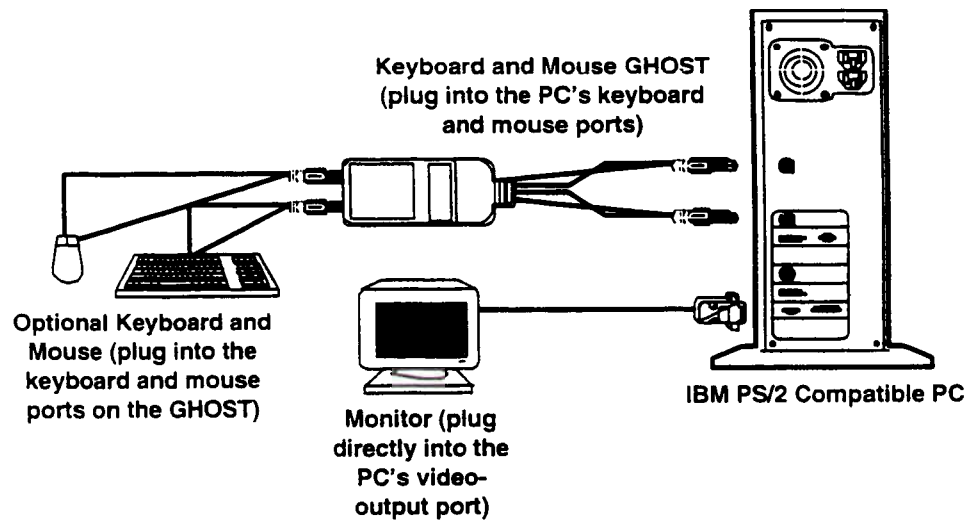 Keyboard and Mouse GHOST
(plug into the PC's keyboard
and mouse ports)
Optional Keyboard and
Mouse (plug into the
keyboard and mouse
ports on the GHOST)
Monitor (plug
directly into the
PC's video-
output port)
IBM PS/2 Compatible PC